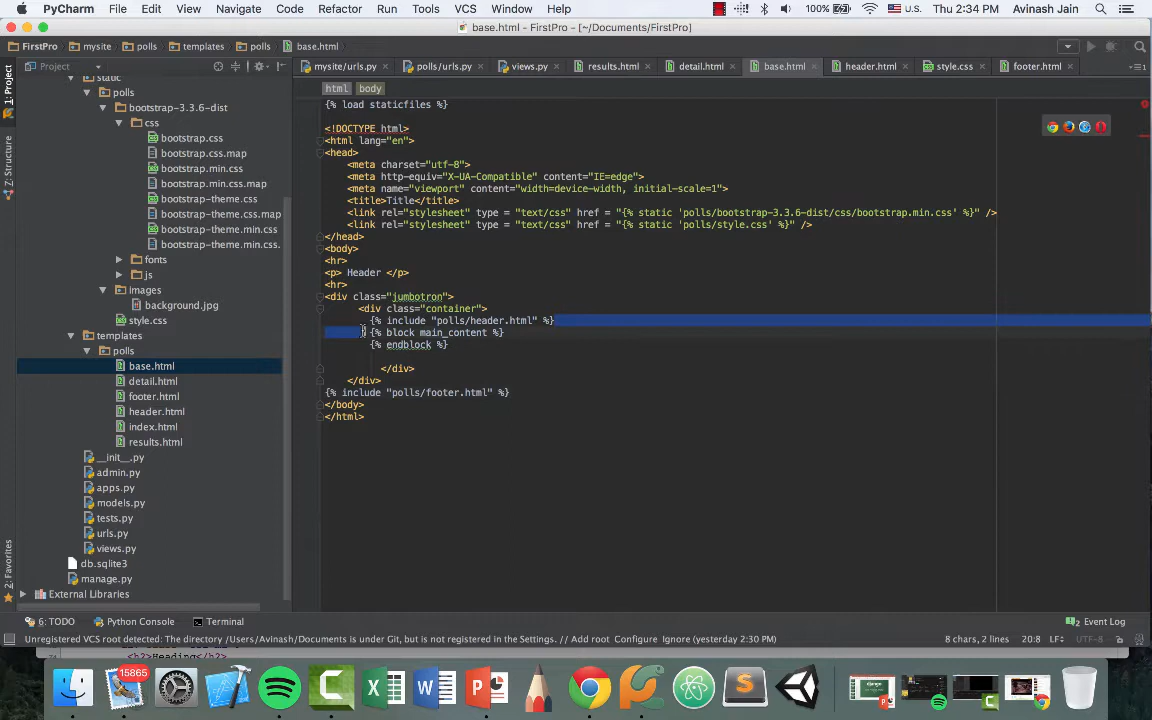 PyCharm File Edit View Navigate Code Refactor Run Tools VCS Window Help 100% U.S. Thu 2:34 PM Avinash Jain
base.html - FirstPro - [~/Documents/FirstPro]
FirstPro mysite polls templates polls base.html
Project mysite/urls.py polls/urls.py views.py results.html detail.html base.html header.html style.css footer.html
1: Project
Z: Structure
2: Favorites
static
polls
bootstrap-3.3.6-dist
css
bootstrap.css
bootstrap.css.map
bootstrap.min.css
bootstrap.min.css.map
bootstrap-theme.css
bootstrap-theme.css.map
bootstrap-theme.min.css
bootstrap-theme.min.css.
fonts
js
images
background.jpg
style.css
templates
polls
base.html
detail.html
footer.html
header.html
index.html
results.html
__init__.py
admin.py
apps.py
models.py
tests.py
urls.py
views.py
db.sqlite3
manage.py
External Libraries
html body
{% load staticfiles %}
<!DOCTYPE html>
<html lang="en">
<head>
<meta charset="utf-8">
<meta http-equiv="X-UA-Compatible" content="IE=edge">
<meta name="viewport" content="width=device-width, initial-scale=1">
<title>Title</title>
<link rel="stylesheet" type = "text/css" href = "{% static 'polls/bootstrap-3.3.6-dist/css/bootstrap.min.css' %}" />
<link rel="stylesheet" type = "text/css" href = "{% static 'polls/style.css' %}" />
</head>
<body>
<hr>
<p> Header </p>
<hr>
<div class="jumbotron">
<div class="container">
{% include "polls/header.html" %}
{% block main_content %}
{% endblock %}
</div>
</div>
{% include "polls/footer.html" %}
</body>
</html>
6: TODO Python Console Terminal Event Log
Unregistered VCS root detected: The directory /Users/Avinash/Documents is under Git, but is not registered in the Settings. // Add root Configure Ignore (yesterday 2:30 PM) 8 chars, 2 lines 20:8 LF÷ UTF-8÷
<h2>Heading</h2>
15865